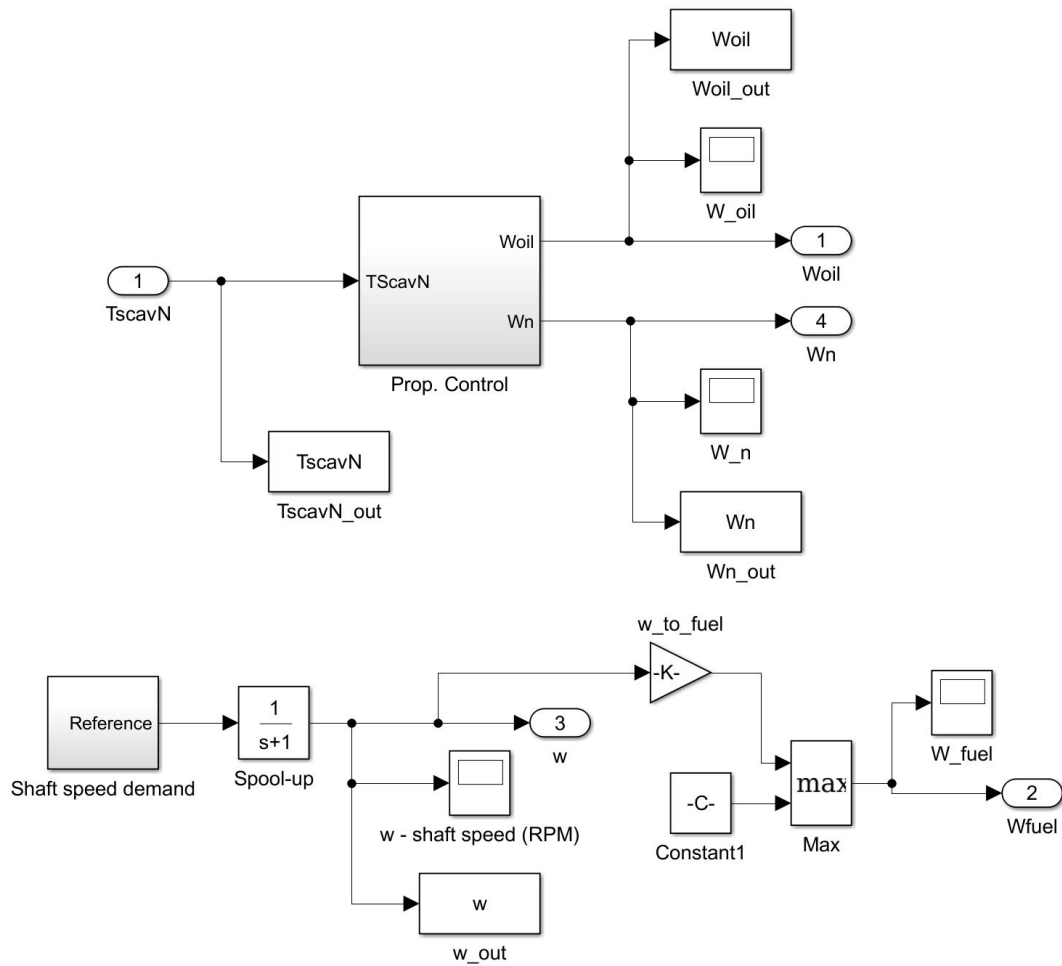 Woil
Woil_out
W_oil
Woil
1
Woil
TScavN
1
TscavN
Wn
4
Wn
Prop. Control
W_n
TscavN
TscavN_out
Wn
Wn_out
w_to_fuel
-K-
Reference
Shaft speed demand
1
s+1
Spool-up
3
w
W_fuel
w - shaft speed (RPM)
-C-
Constant1
max
Max
2
Wfuel
w
w_out